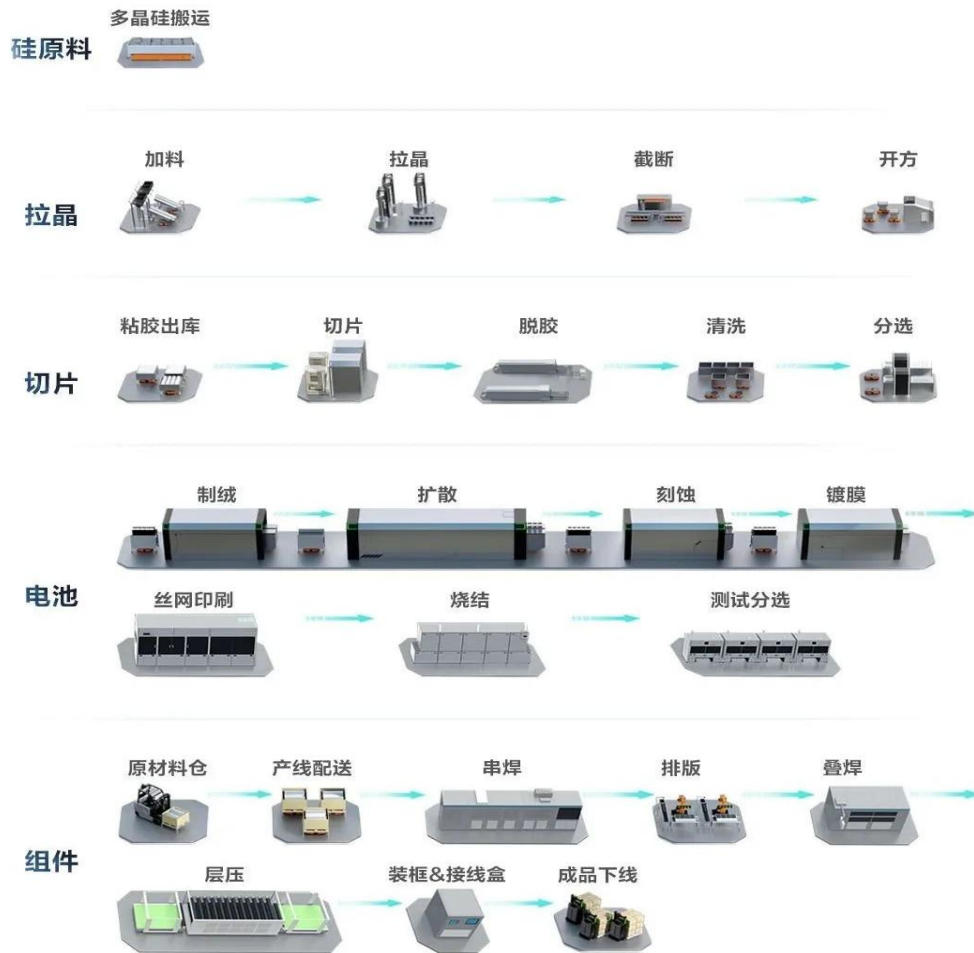 多晶硅搬运
硅原料
加料
拉晶
截断
开方
拉晶
粘胶出库
切片
脱胶
清洗
分选
切片
制绒
扩散
刻蚀
镀膜
电池
丝网印刷
烧结
测试分选
原材料仓
产线配送
串焊
排版
叠焊
组件
层压
装框&接线盒
成品下线